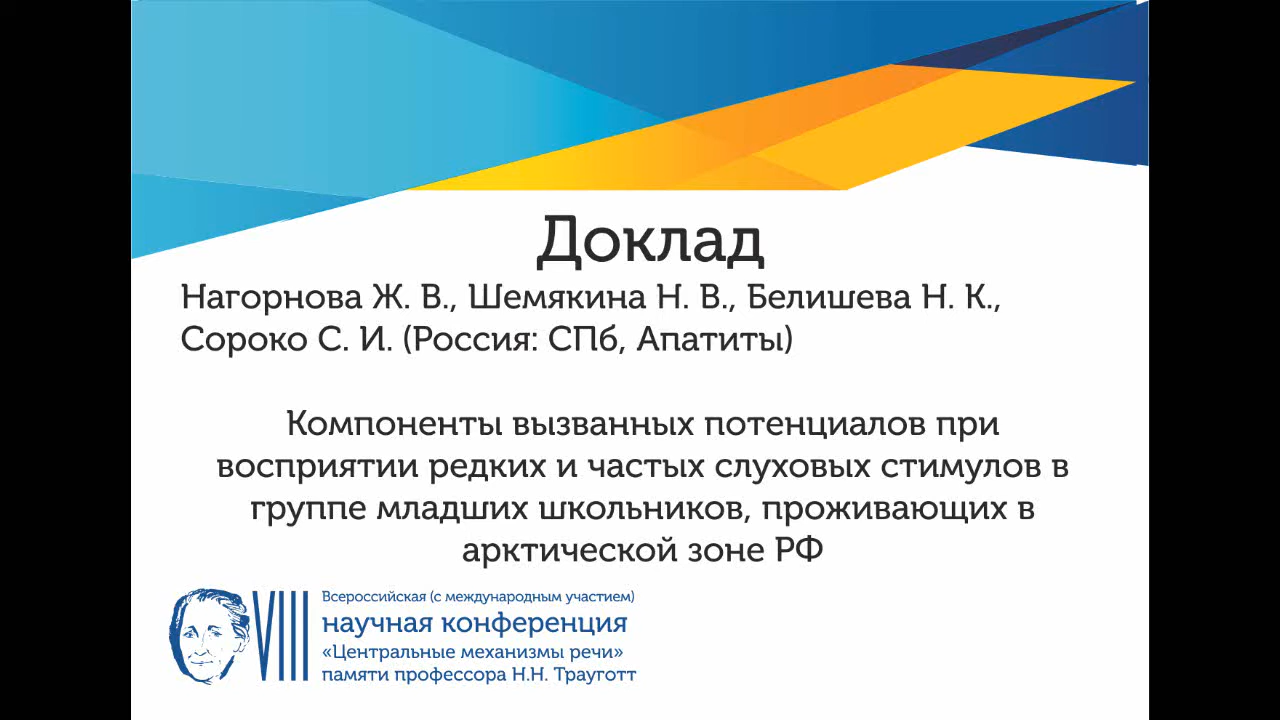 Доклад
Нагорнова Ж. В., Шемякина Н. В., Белишева Н. К.,
Сороко С. И. (Россия: СПб, Апатиты)
Компоненты вызванных потенциалов при
восприятии редких и частых слуховых стимулов в
группе младших школьников, проживающих в
арктической зоне РФ
VIII
Всероссийская (с международным участием)
научная конференция
«Центральные механизмы речи»
памяти профессора Н.Н. Трауготт